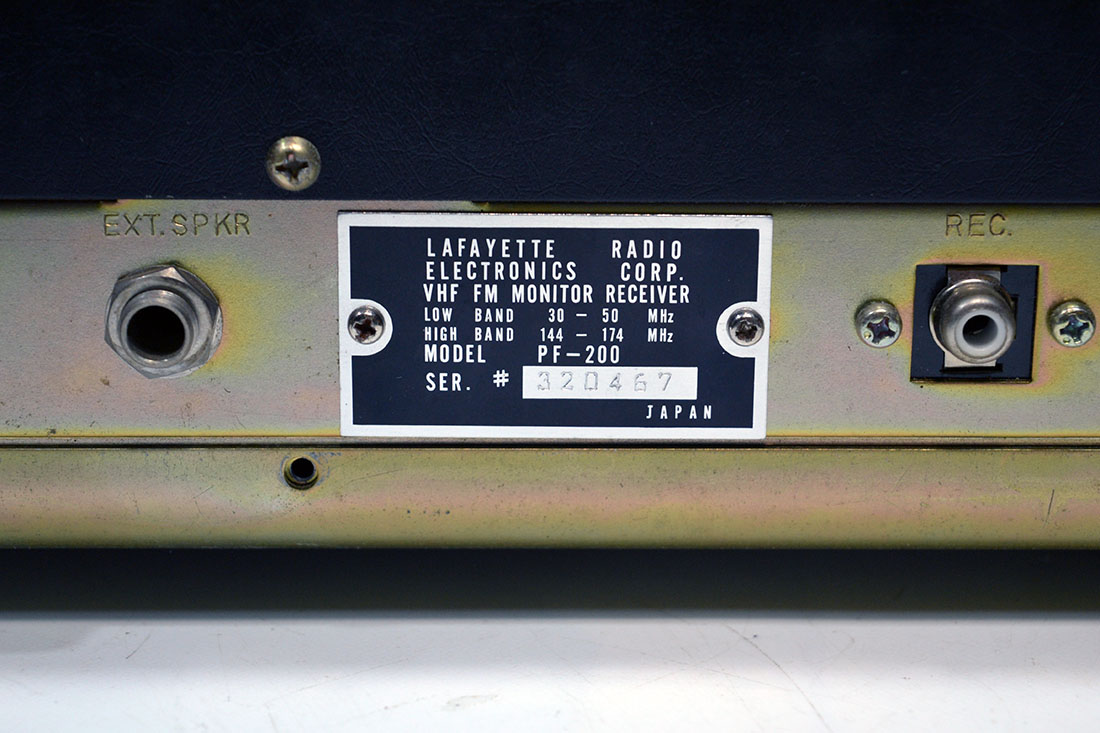 EXT. SPKR
REC.
LAFAYETTE RADIO
ELECTRONICS CORP.
VHF FM MONITOR RECEIVER
LOW BAND 30 - 50 MHz
HIGH BAND 144 - 174 MHz
MODEL PF-200
SER. # 320467
JAPAN